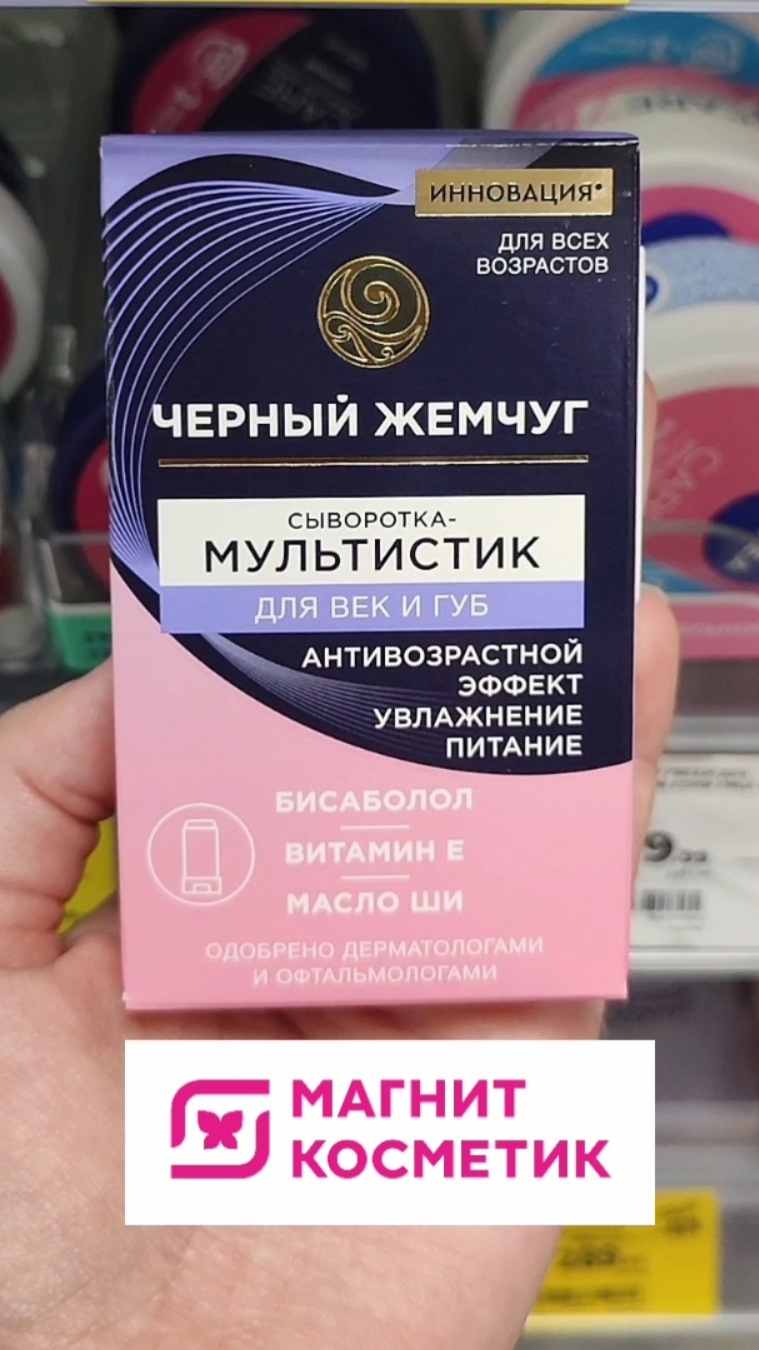 ИННОВАЦИЯ*
ДЛЯ ВСЕХ
ВОЗРАСТОВ
ЧЕРНЫЙ ЖЕМЧУГ
СЫВОРОТКА-
МУЛЬТИСТИК
ДЛЯ ВЕК И ГУБ
АНТИВОЗРАСТНОЙ
ЭФФЕКТ
УВЛАЖНЕНИЕ
ПИТАНИЕ
БИСАБОЛОЛ
ВИТАМИН Е
МАСЛО ШИ
ОДОБРЕНО ДЕРМАТОЛОГАМИ
И ОФТАЛЬМОЛОГАМИ
МАГНИТ
КОСМЕТИК